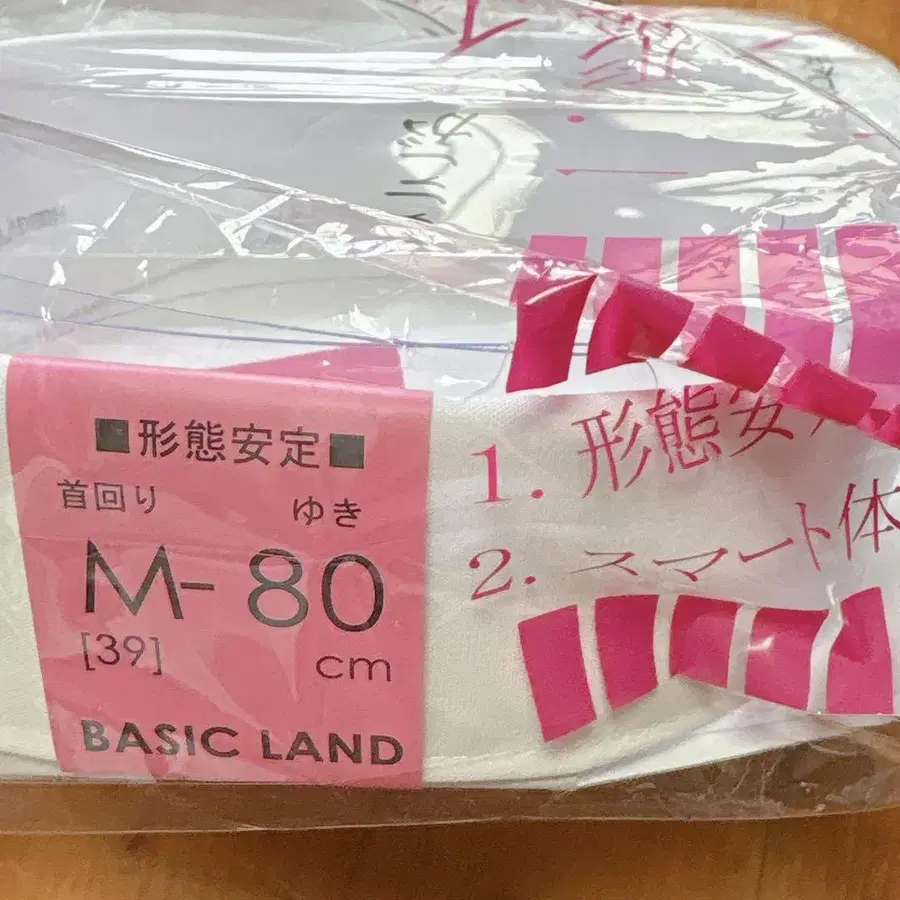 ■形態安定■
首回り ゆき
M-80
[39] cm
BASIC LAND
1. 形態安
2. スマート体